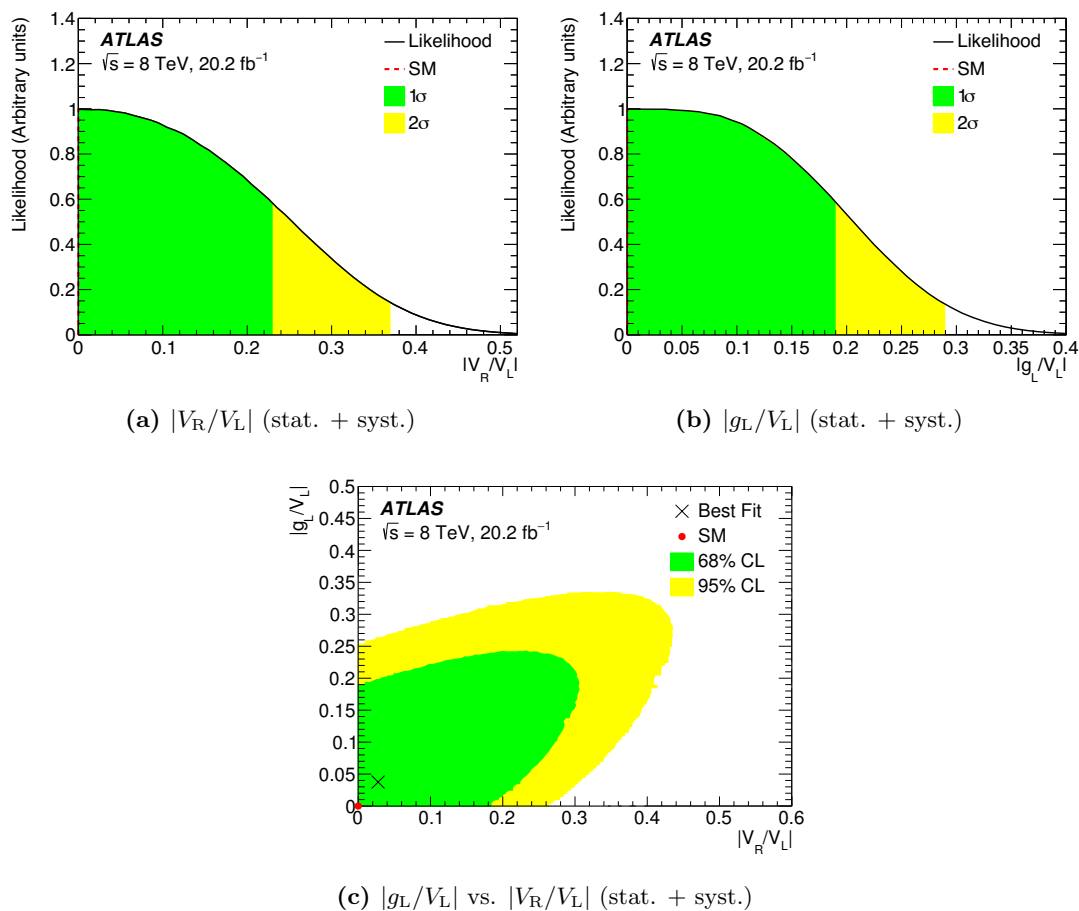 Likelihood (Arbitrary units)
1.4
1.2
1
0.8
0.6
0.4
0.2
0
ATLAS
√s = 8 TeV, 20.2 fb⁻¹
Likelihood
SM
1σ
2σ
0 0.1 0.2 0.3 0.4 0.5
|V_R/V_L|
(a) |V_R/V_L| (stat. + syst.)
Likelihood (Arbitrary units)
1.4
1.2
1
0.8
0.6
0.4
0.2
0
ATLAS
√s = 8 TeV, 20.2 fb⁻¹
Likelihood
SM
1σ
2σ
0 0.05 0.1 0.15 0.2 0.25 0.3 0.35 0.4
|g_L/V_L|
(b) |g_L/V_L| (stat. + syst.)
|g_L/V_L|
0.5
0.45
0.4
0.35
0.3
0.25
0.2
0.15
0.1
0.05
0
ATLAS
√s = 8 TeV, 20.2 fb⁻¹
Best Fit
SM
68% CL
95% CL
0 0.1 0.2 0.3 0.4 0.5 0.6
|V_R/V_L|
(c) |g_L/V_L| vs. |V_R/V_L| (stat. + syst.)